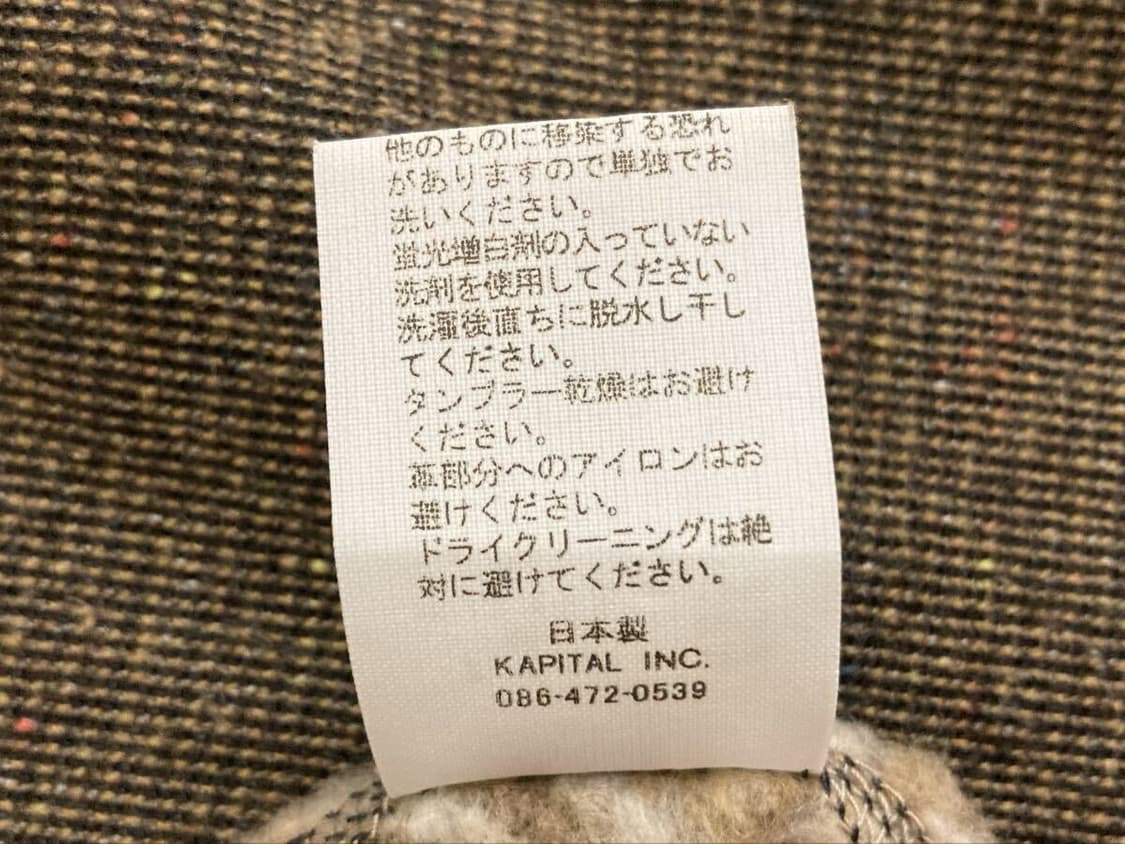 他のものに移染する恐れ
がありますので単独でお
洗いください。
蛍光増白剤の入っていない
洗剤を使用してください。
洗濯後直ちに脱水し干し
てください。
タンブラー乾燥はお避け
ください。
革部分へのアイロンはお
避けください。
ドライクリーニングは絶
対に避けてください。
日本製
KAPITAL INC.
086-472-0539